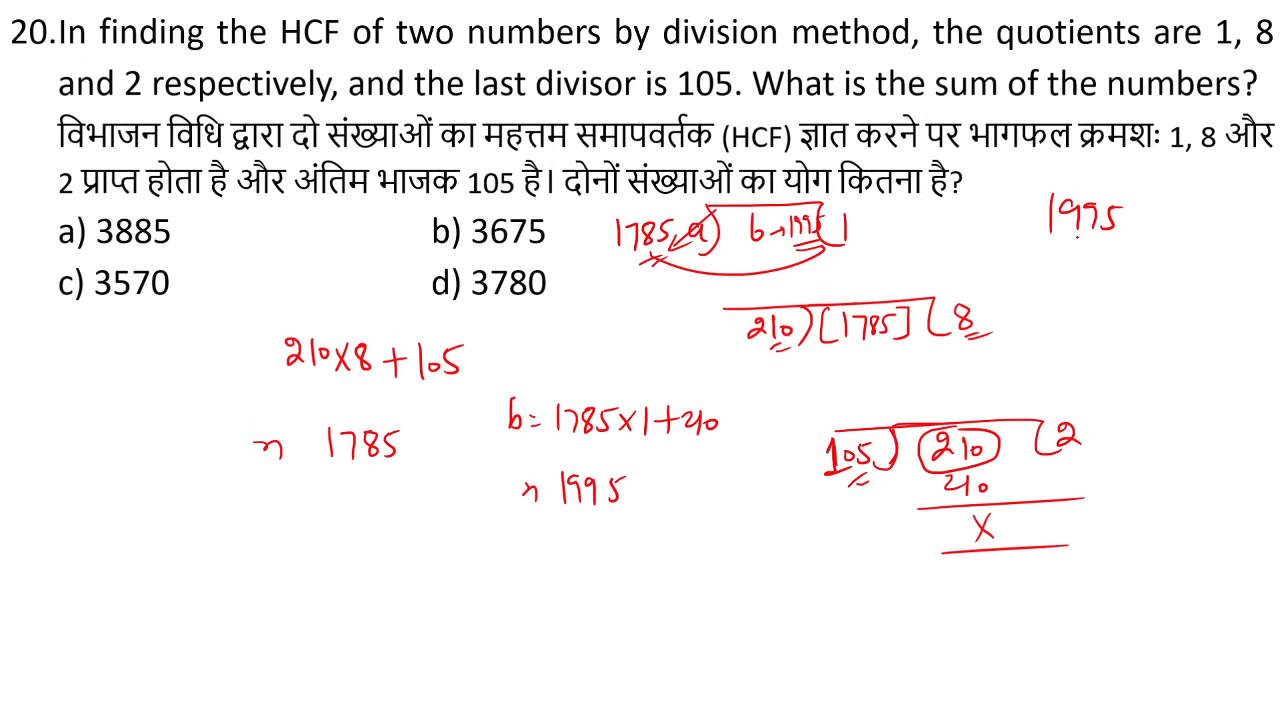 20.In finding the HCF of two numbers by division method, the quotients are 1, 8
and 2 respectively, and the last divisor is 105. What is the sum of the numbers?
विभाजन विधि द्वारा दो संख्याओं का महत्तम समापवर्तक (HCF) ज्ञात करने पर भागफल क्रमशः 1, 8 और
2 प्राप्त होता है और अंतिम भाजक 105 है। दोनों संख्याओं का योग कितना है?
a) 3885 b) 3675
c) 3570 d) 3780
1785 a) b→1995 ( 1
1995
210) [1785] ( 8
210×8+105
1785
b= 1785×1+210
1995
105) 210 ( 2
210
X